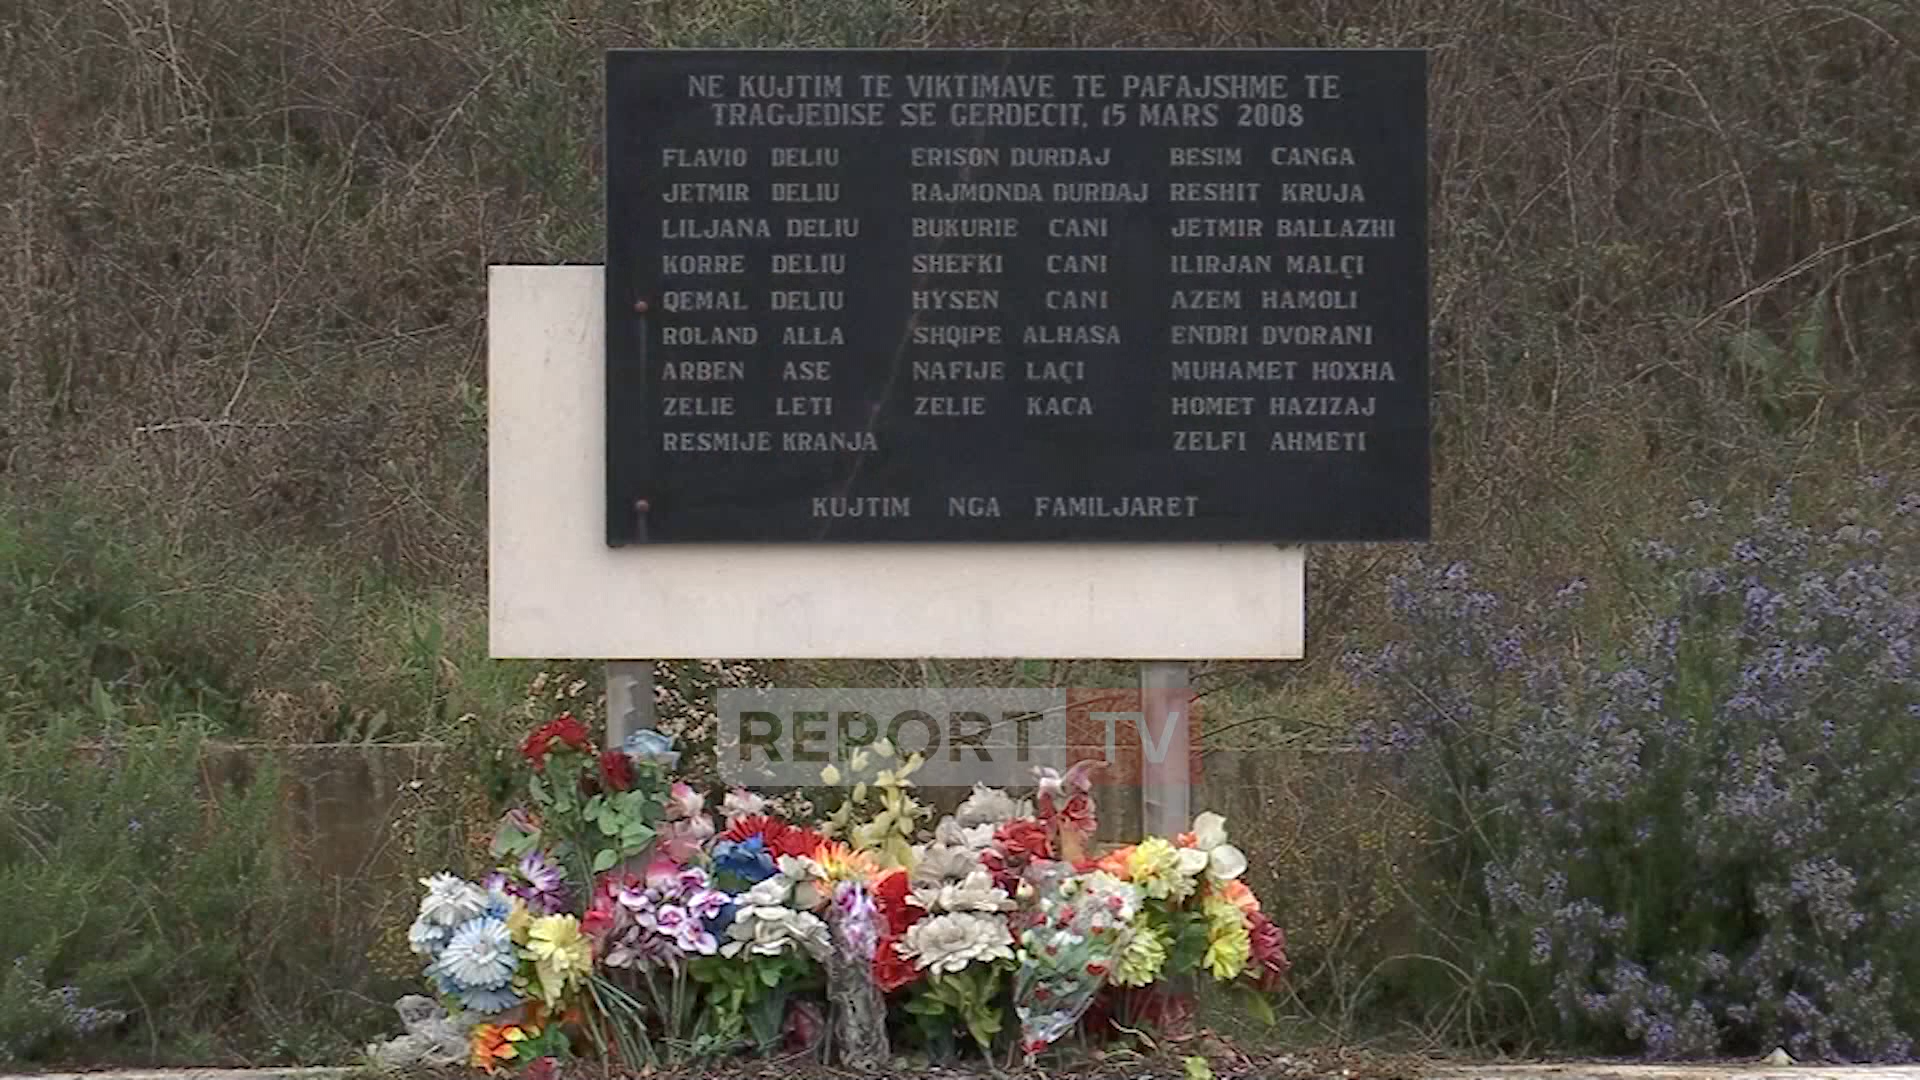 NE KUJTIM TE VIKTIMAVE TE PAFAJSHME TE
TRAGJEDISE SE GERDECIT, 15 MARS 2008
FLAVIO DELIU ERISON DURDAJ BESIM CANGA
JETMIR DELIU RAJMONDA DURDAJ RESHIT KRUJA
LILJANA DELIU BUKURIE CANI JETMIR BALLAZHI
KORRE DELIU SHEFKI CANI ILIRJAN MALÇI
QEMAL DELIU HYSEN CANI AZEM HAMOLI
ROLAND ALLA SHQIPE ALHASA ENDRI DVORANI
ARBEN ASE NAFIJE LAÇI MUHAMET HOXHA
ZELIE LETI ZELIE KACA HOMET HAZIZAJ
RESMIJE KRANJA ZELFI AHMETI
KUJTIM NGA FAMILJARET
REPORT TV